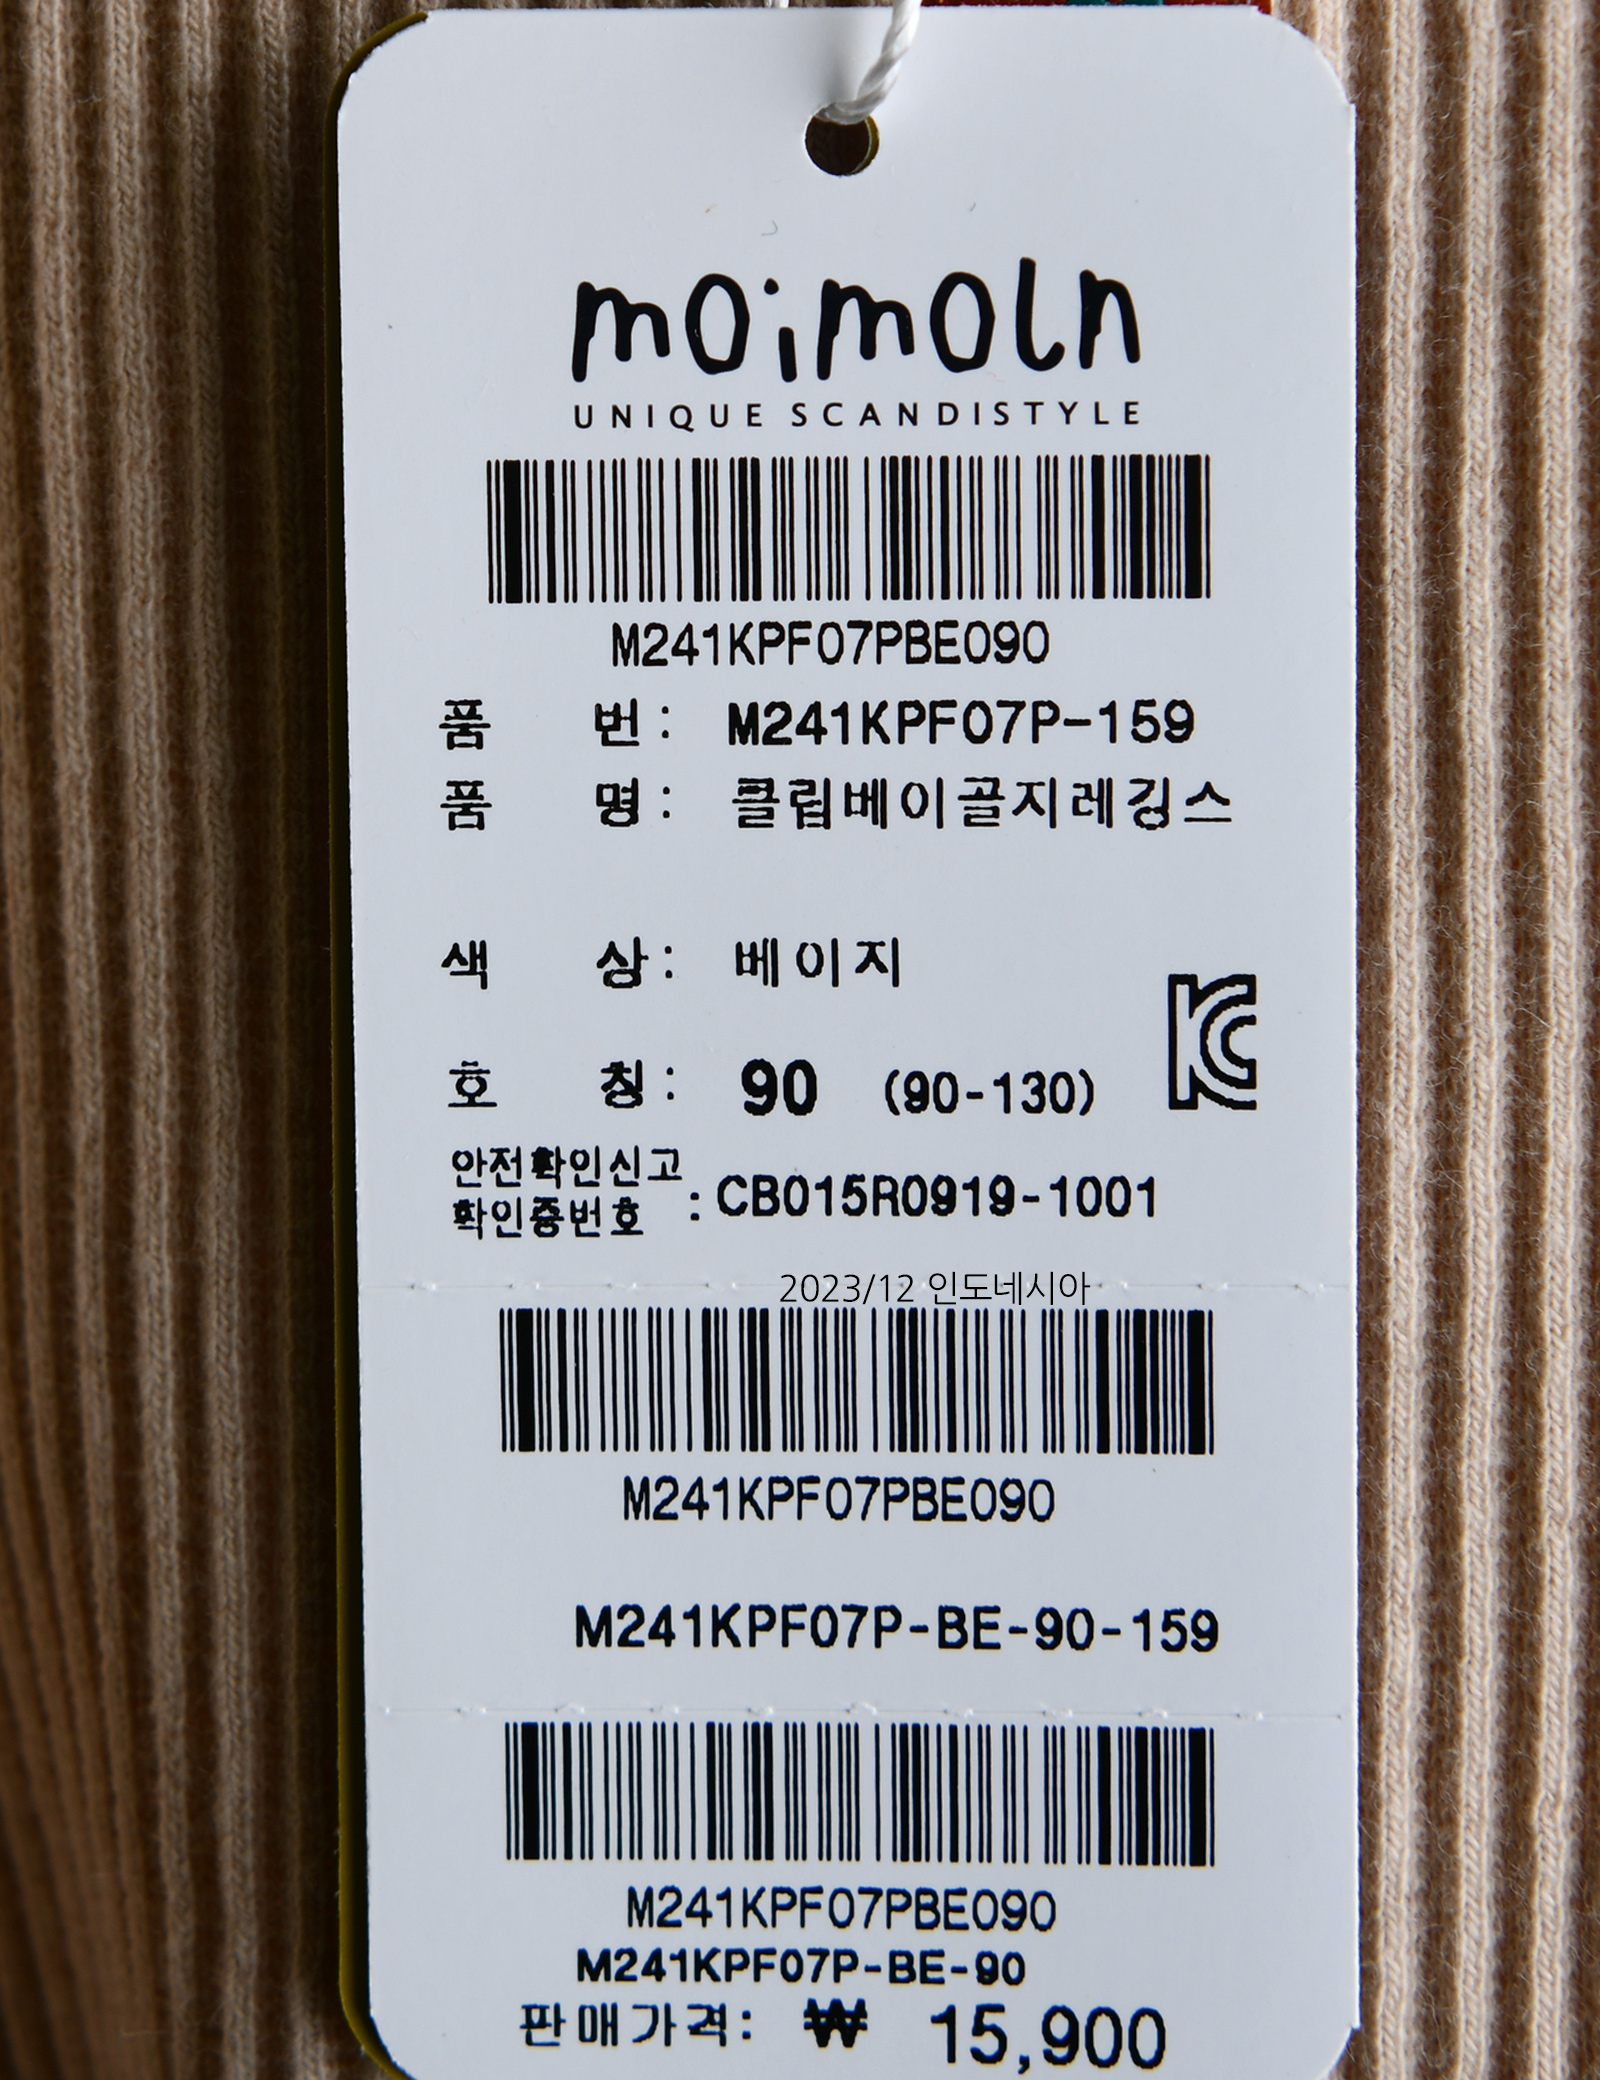 moimoln
UNIQUE SCANDISTYLE
M241KPF07PBE090
품 번: M241KPF07P-159
품 명: 클립베이골지레깅스
색 상: 베이지
호 칭: 90 (90-130)
안전확인신고
확인증번호 : CB015R0919-1001
2023/12 인도네시아
M241KPF07PBE090
M241KPF07P-BE-90-159
M241KPF07PBE090
M241KPF07P-BE-90
판매가격: ₩ 15,900